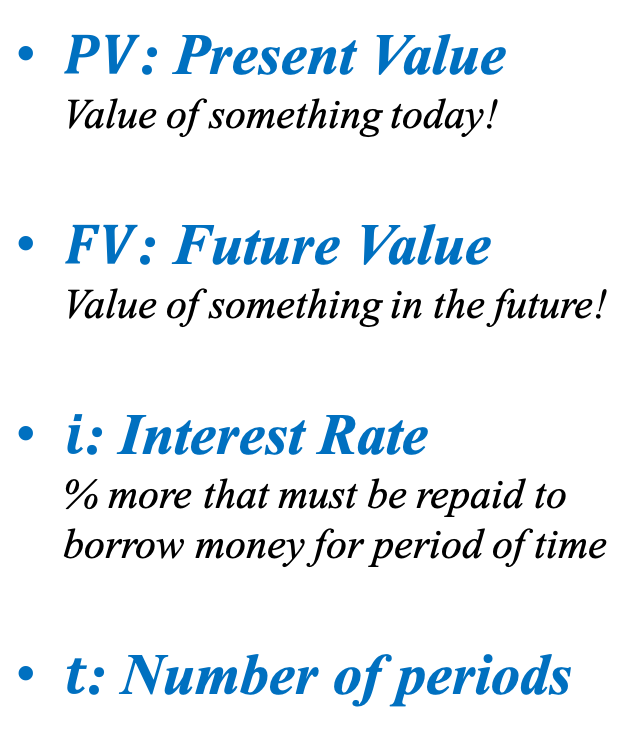 • PV: Present Value
Value of something today!
• FV: Future Value
Value of something in the future!
• i: Interest Rate
% more that must be repaid to
borrow money for period of time
• t: Number of periods